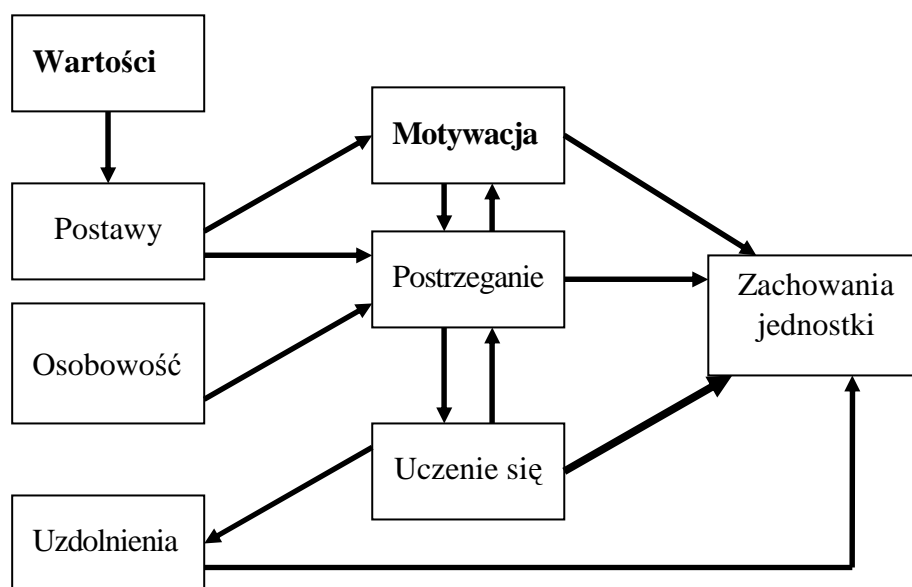 Wartości
Motywacja
Postawy
Postrzeganie
Zachowania
jednostki
Osobowość
Uczenie się
Uzdolnienia